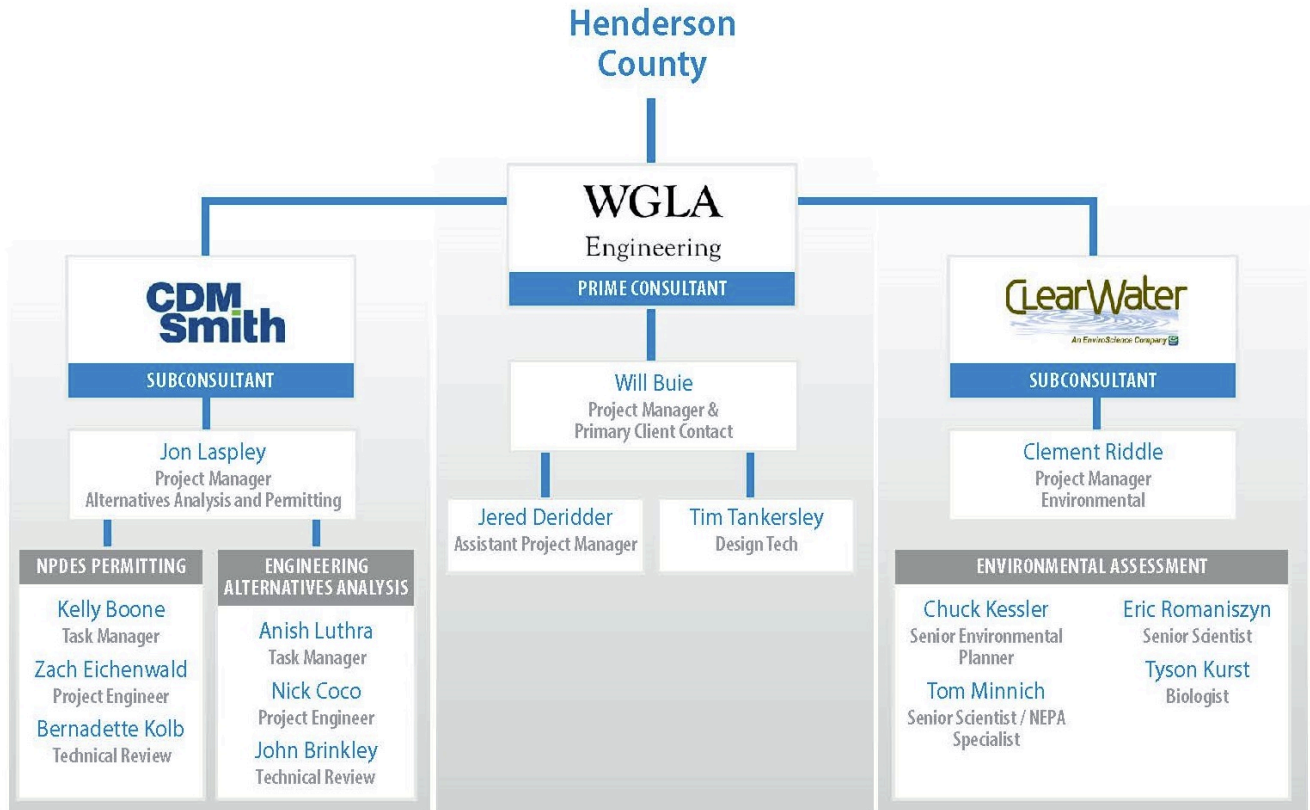 Henderson
County
WGLA
Engineering
PRIME CONSULTANT
CDM
Smith
SUBCONSULTANT
CLearWater
An EnviroScience Company
SUBCONSULTANT
Will Buie
Project Manager &
Primary Client Contact
Jon Laspley
Project Manager
Alternatives Analysis and Permitting
Clement Riddle
Project Manager
Environmental
Jered Deridder
Assistant Project Manager
Tim Tankersley
Design Tech
NPDES PERMITTING
Kelly Boone
Task Manager
Zach Eichenwald
Project Engineer
Bernadette Kolb
Technical Review
ENGINEERING
ALTERNATIVES ANALYSIS
Anish Luthra
Task Manager
Nick Coco
Project Engineer
John Brinkley
Technical Review
ENVIRONMENTAL ASSESSMENT
Chuck Kessler
Senior Environmental
Planner
Tom Minnich
Senior Scientist / NEPA
Specialist
Eric Romaniszyn
Senior Scientist
Tyson Kurst
Biologist